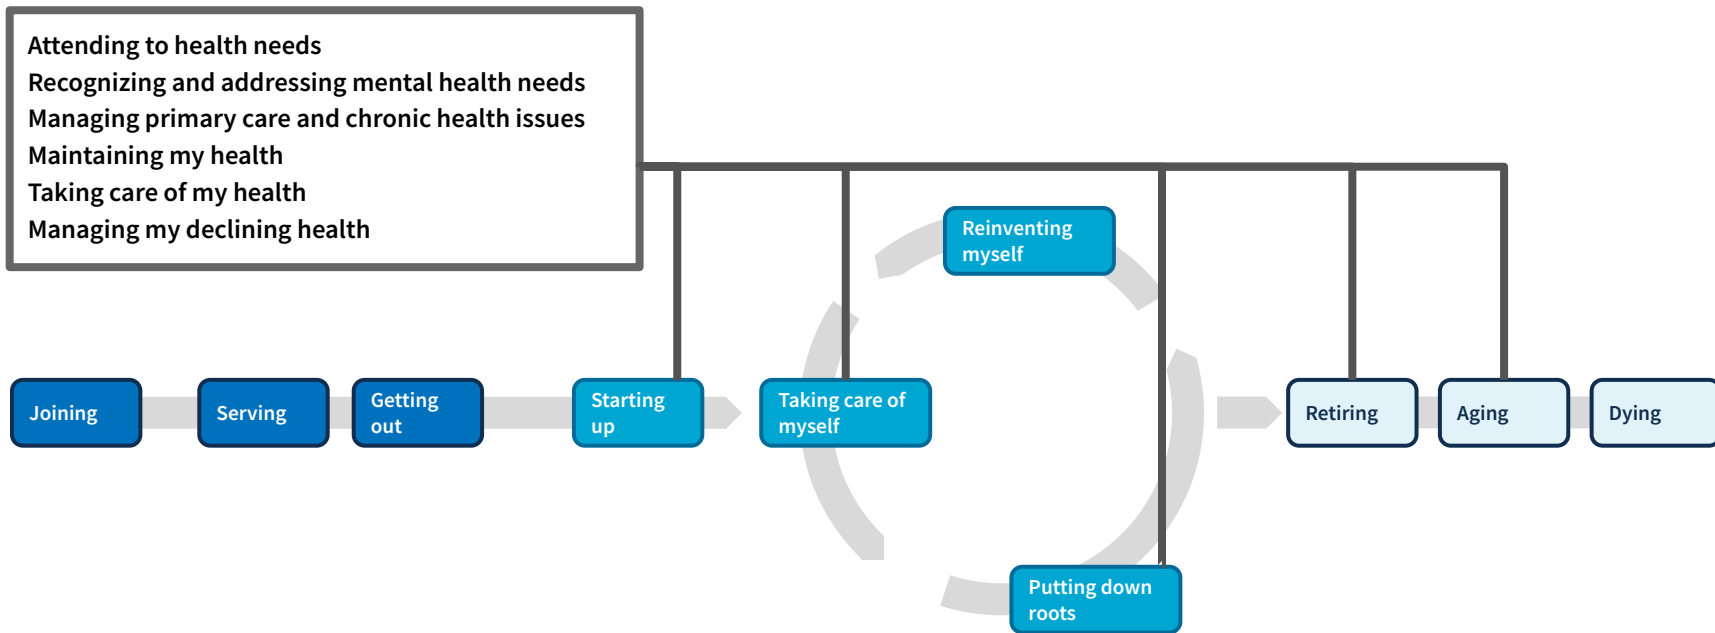 Attending to health needs
Recognizing and addressing mental health needs
Managing primary care and chronic health issues
Maintaining my health
Taking care of my health
Managing my declining health
Reinventing
myself
Joining
Serving
Getting
out
Starting
up
Taking care of
myself
Retiring
Aging
Dying
Putting down
roots